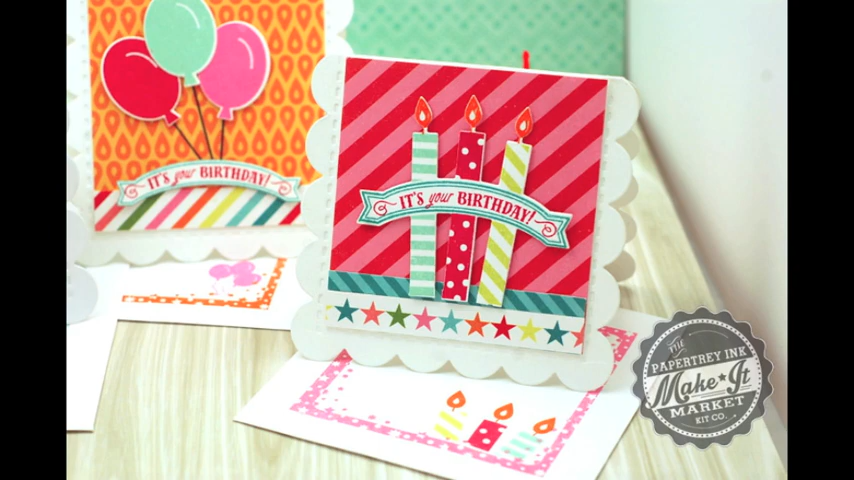 IT'S your BIRTHDAY!
IT'S your BIRTHDAY!
THE
PAPERTREY INK
Make It
MARKET
KIT CO.